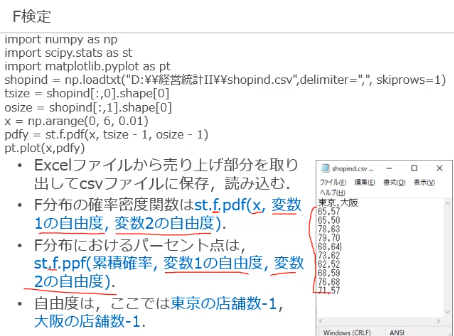 F検定
import numpy as np
import scipy.stats as st
import matplotlib.pyplot as pt
shopind = np.loadtxt("D:¥¥経営統計II¥¥shopind.csv",delimiter=",", skiprows=1)
tsize = shopind[:,0].shape[0]
osize = shopind[:,1].shape[0]
x = np.arange(0, 6, 0.01)
pdfy = st.f.pdf(x, tsize - 1, osize - 1)
pt.plot(x,pdfy)
• Excelファイルから売り上げ部分を取り
出してcsvファイルに保存，読み込む．
• F分布の確率密度関数はst.f.pdf(x, 変数
1の自由度, 変数2の自由度)．
• F分布におけるパーセント点は，
st.f.ppf(累積確率, 変数1の自由度, 変数
2の自由度)．
• 自由度は，ここでは東京の店舗数-1，
大阪の店舗数-1．
shopind.csv ...
ファイル(F) 編集(E) 書式(O) 表示(V)
ヘルプ(H)
東京,大阪
65.57
65.50
78.63
79.70
68.64
73.62
62.52
68.59
76.68
71.57
Windows (CRLF) ANSI